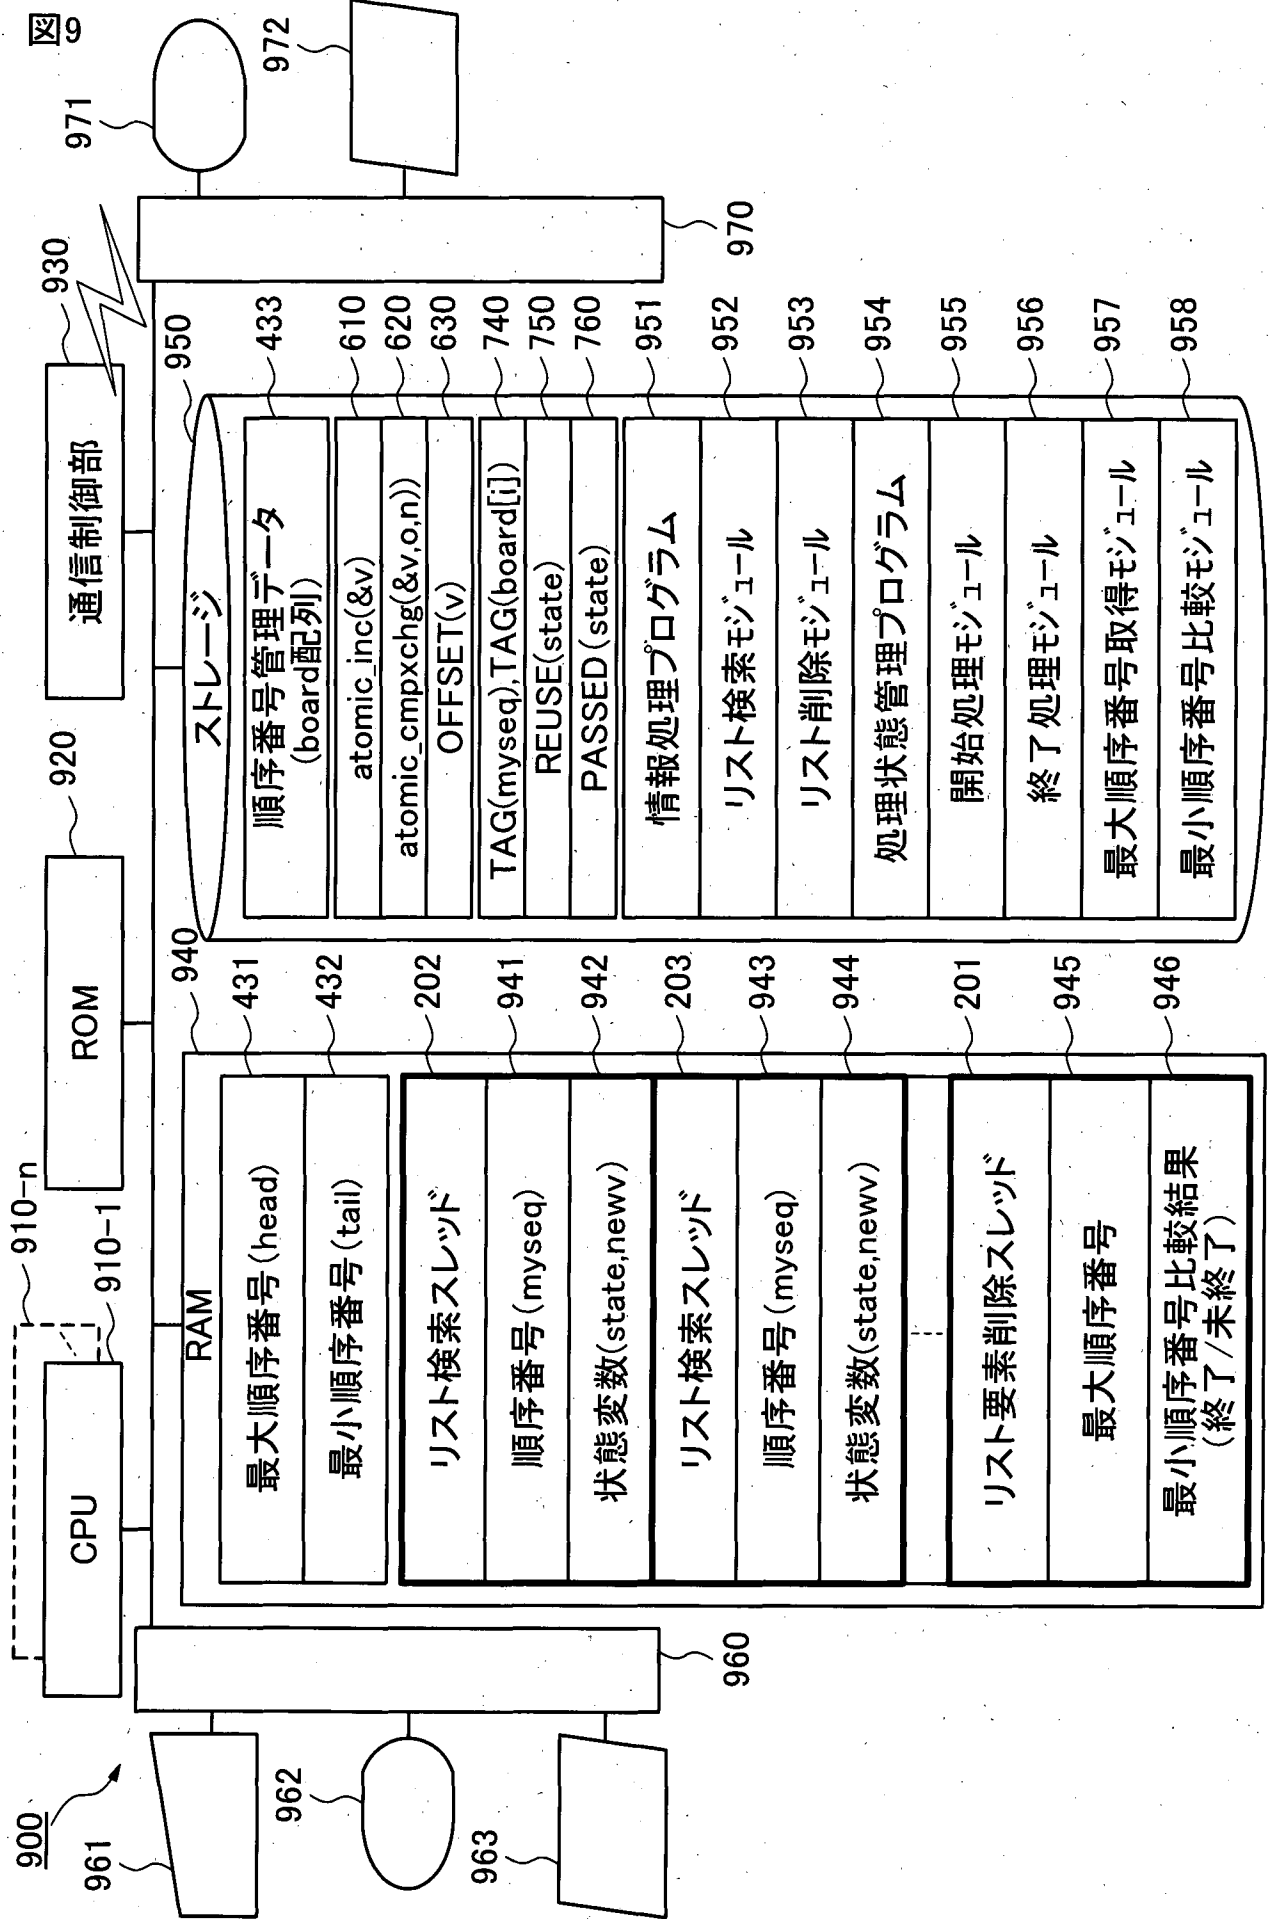 図9
900
910-n
910-1
CPU
920
ROM
930
通信制御部
940
RAM
最大順序番号(head)
431
最小順序番号(tail)
432
リスト検索スレッド
202
順序番号(myseq)
941
状態変数(state,newv)
942
リスト検索スレッド
203
順序番号(myseq)
943
状態変数(state,newv)
944
リスト要素削除スレッド
201
最大順序番号
945
最小順序番号比較結果
(終了/未終了)
946
950
ストレージ
順序番号管理データ
(board配列)
433
atomic_inc(&v)
610
atomic_cmpxchg(&v,o,n))
620
OFFSET(v)
630
TAG(myseq),TAG(board[i])
740
REUSE(state)
750
PASSED(state)
760
情報処理プログラム
951
リスト検索モジュール
952
リスト削除モジュール
953
処理状態管理プログラム
954
開始処理モジュール
955
終了処理モジュール
956
最大順序番号取得モジュール
957
最小順序番号比較モジュール
958
960
961
962
963
970
971
972